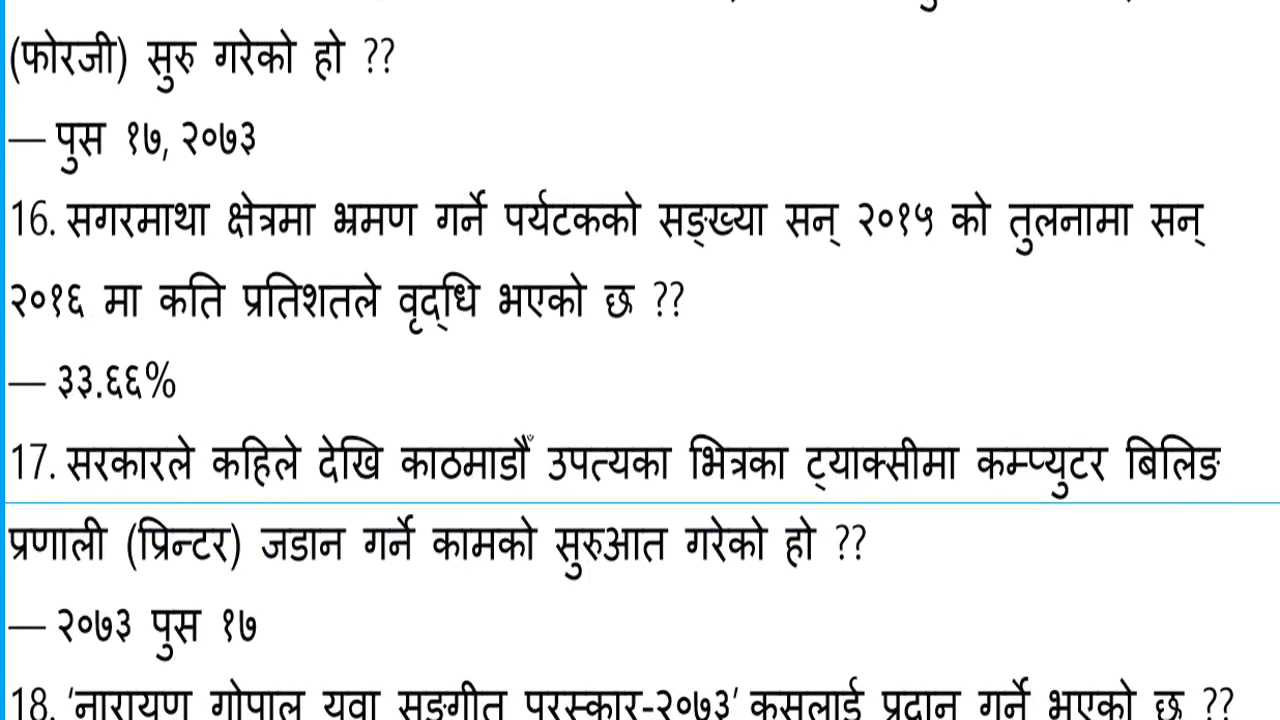 (फोरजी) सुरु गरेको हो ??
— पुस १७, २०७३
16. सगरमाथा क्षेत्रमा भ्रमण गर्ने पर्यटकको सङ्ख्या सन् २०१५ को तुलनामा सन्
२०१६ मा कति प्रतिशतले वृद्धि भएको छ ??
— ३३.६६%
17. सरकारले कहिले देखि काठमाडौँ उपत्यका भित्रका ट्याक्सीमा कम्प्युटर बिलिङ
प्रणाली (प्रिन्टर) जडान गर्ने कामको सुरुआत गरेको हो ??
— २०७३ पुस १७
18. 'नारायण गोपाल युवा सङ्गीत पुरस्कार-२०७३' कसलाई प्रदान गर्ने भएको छ ??